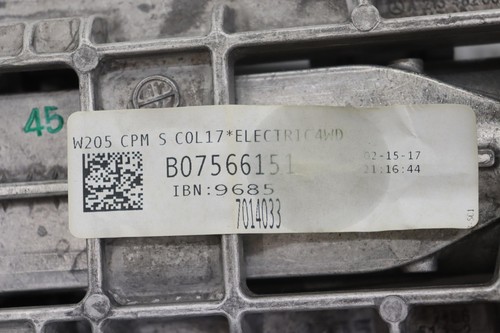 45
W205 CPM S COL17*ELECTRIC4WD
B07566151
02-15-17
21:16:44
IBN:9685
7014033